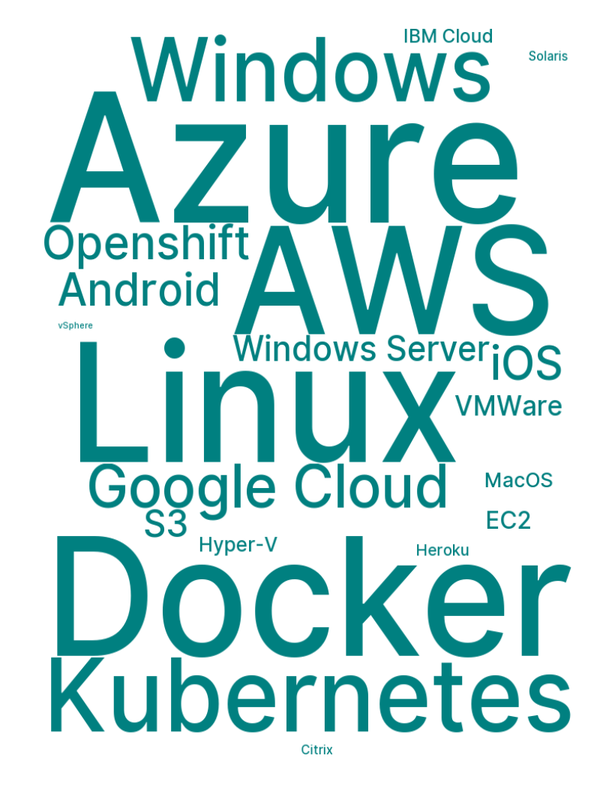 IBM Cloud
Windows
Solaris
Azure
Openshift
AWS
Android
vSphere
Windows Server
iOS
Linux
VMWare
Google Cloud
MacOS
S3
EC2
Hyper-V
Heroku
Docker
Kubernetes
Citrix